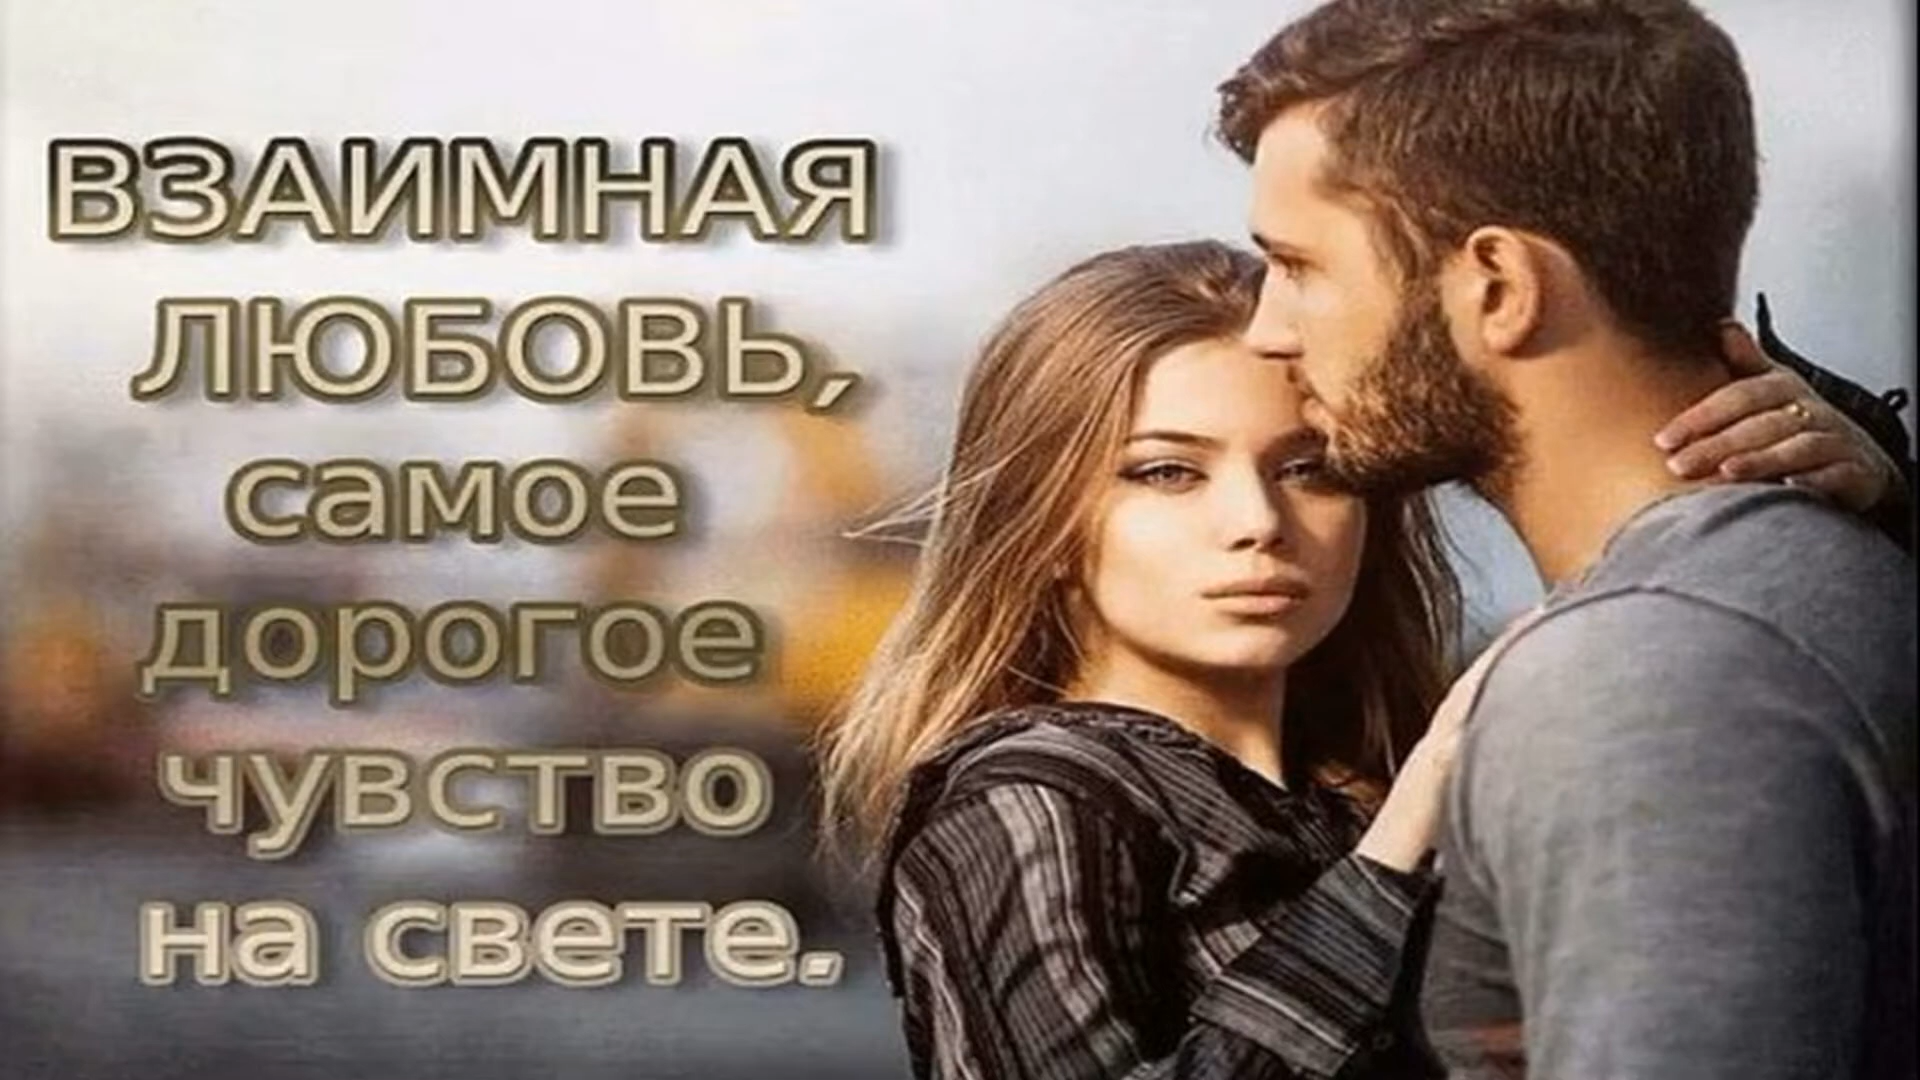 ВЗАИМНАЯ
ЛЮБОВЬ,
самое
дорогое
чувство
на свете.